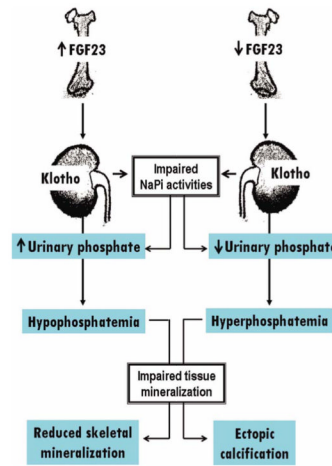 ↑ FGF23
↓ FGF23
Klotho
Impaired
NaPi activities
Klotho
↑ Urinary phosphate
↓ Urinary phosphate
Hypophosphatemia
Hyperphosphatemia
Impaired tissue
mineralization
Reduced skeletal
mineralization
Ectopic
calcification